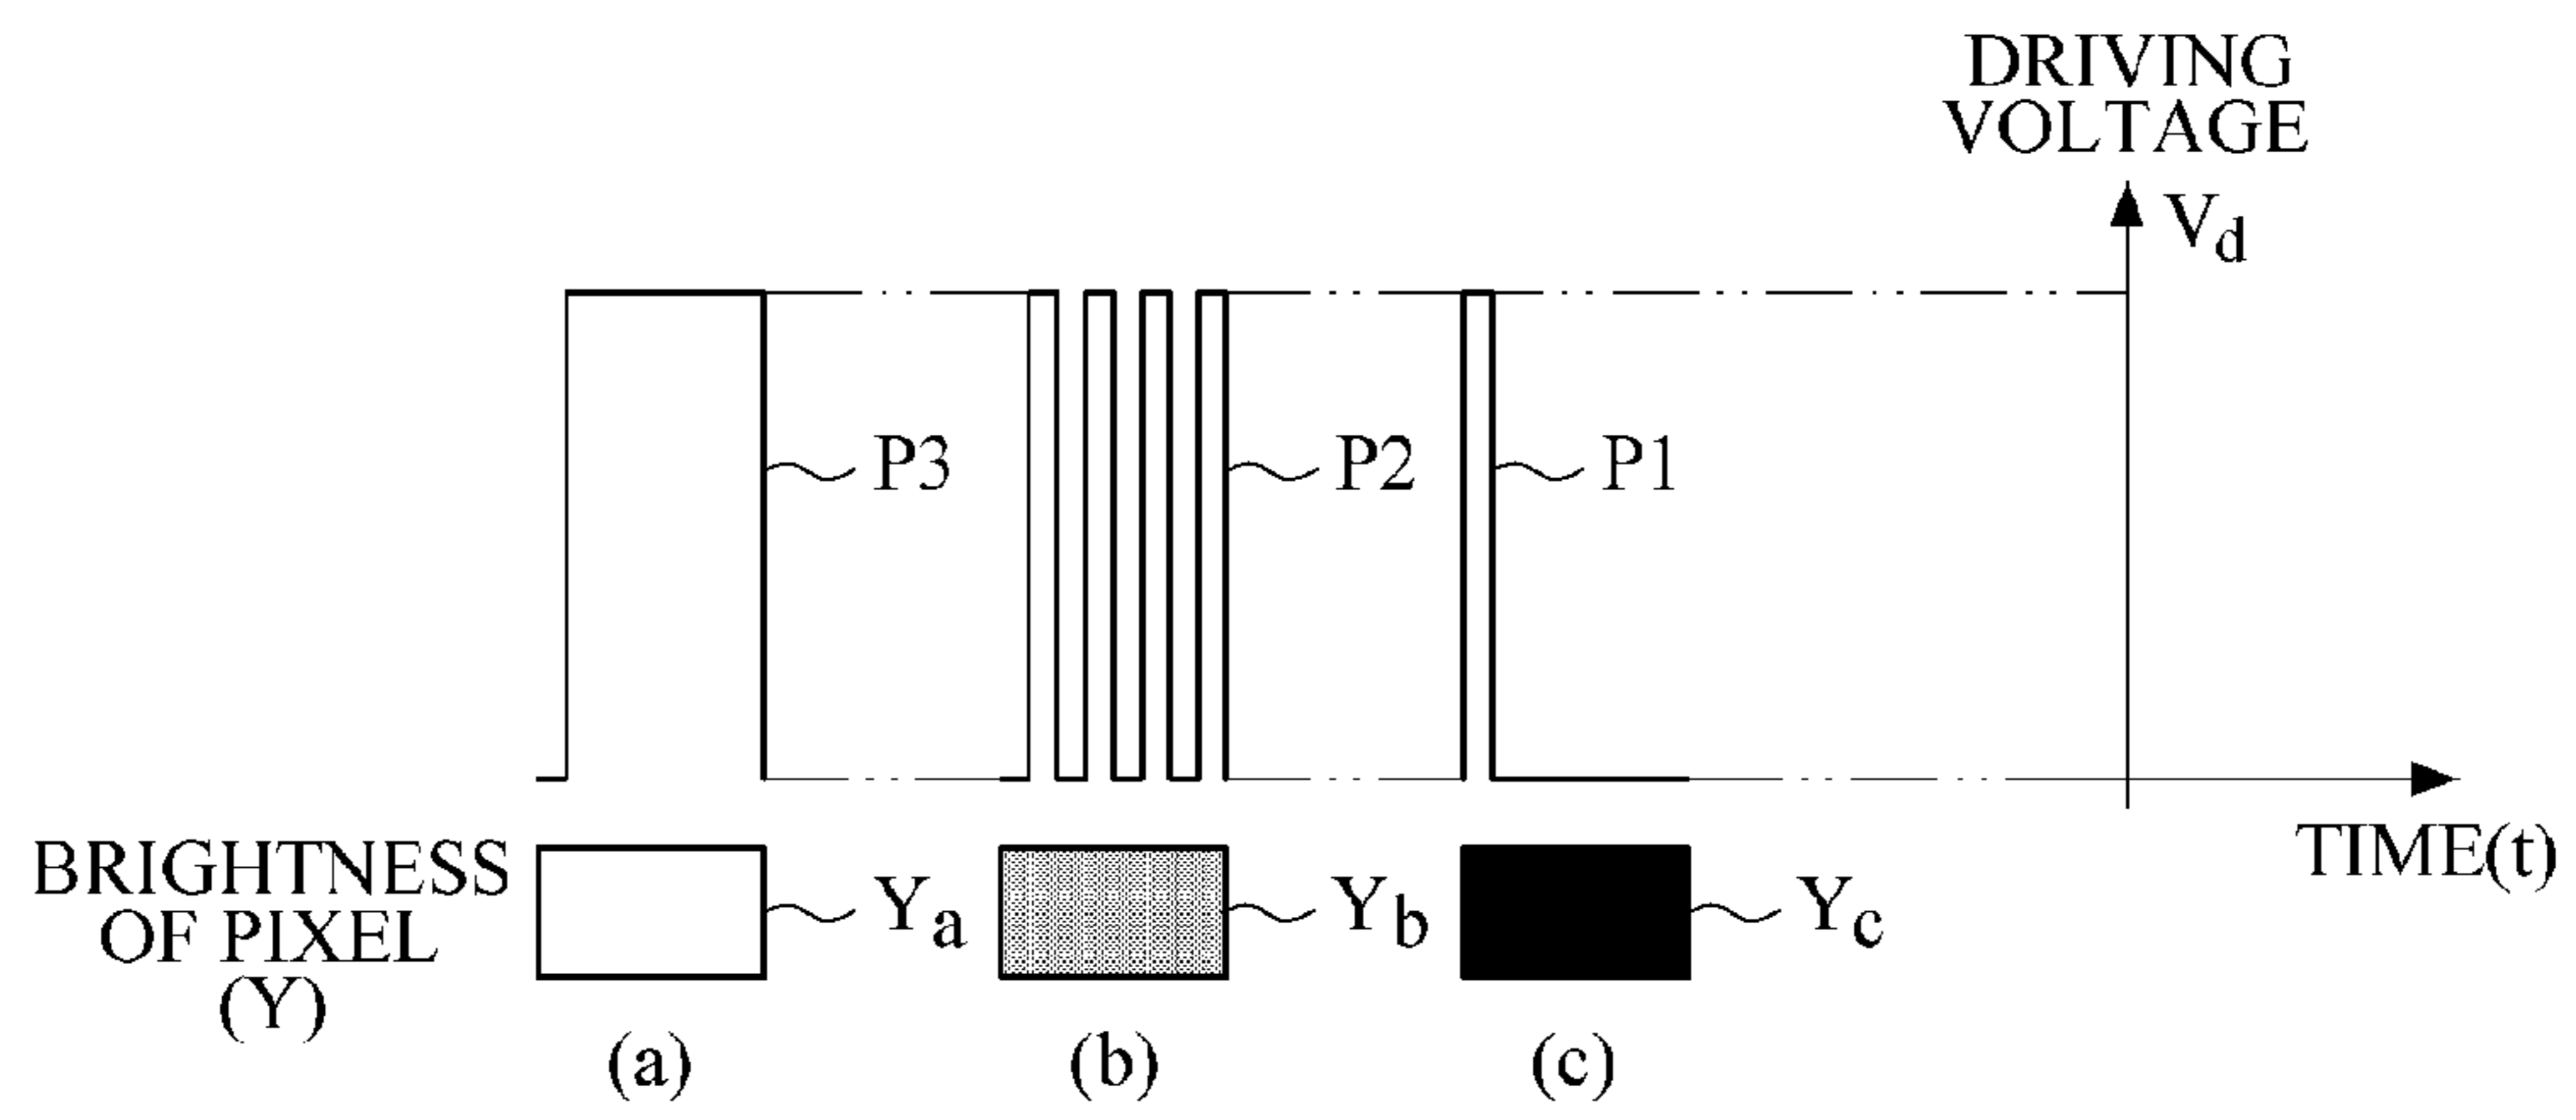 DRIVING
VOLTAGE
Vd
P3
P2
P1
TIME(t)
BRIGHTNESS
OF PIXEL
(Y)
Ya
Yb
Yc
(a)
(b)
(c)